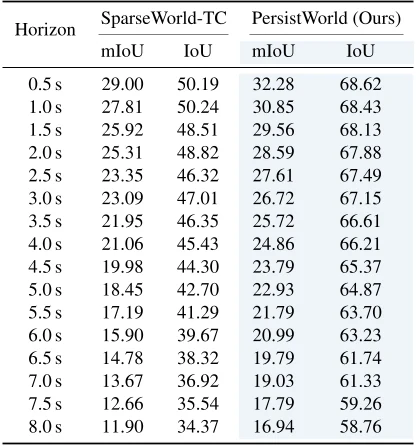 Horizon SparseWorld-TC PersistWorld (Ours)
mIoU IoU mIoU IoU
0.5 s 29.00 50.19 32.28 68.62
1.0 s 27.81 50.24 30.85 68.43
1.5 s 25.92 48.51 29.56 68.13
2.0 s 25.31 48.82 28.59 67.88
2.5 s 23.35 46.32 27.61 67.49
3.0 s 23.09 47.01 26.72 67.15
3.5 s 21.95 46.35 25.72 66.61
4.0 s 21.06 45.43 24.86 66.21
4.5 s 19.98 44.30 23.79 65.37
5.0 s 18.45 42.70 22.93 64.87
5.5 s 17.19 41.29 21.79 63.70
6.0 s 15.90 39.67 20.99 63.23
6.5 s 14.78 38.32 19.79 61.74
7.0 s 13.67 36.92 19.03 61.33
7.5 s 12.66 35.54 17.79 59.26
8.0 s 11.90 34.37 16.94 58.76